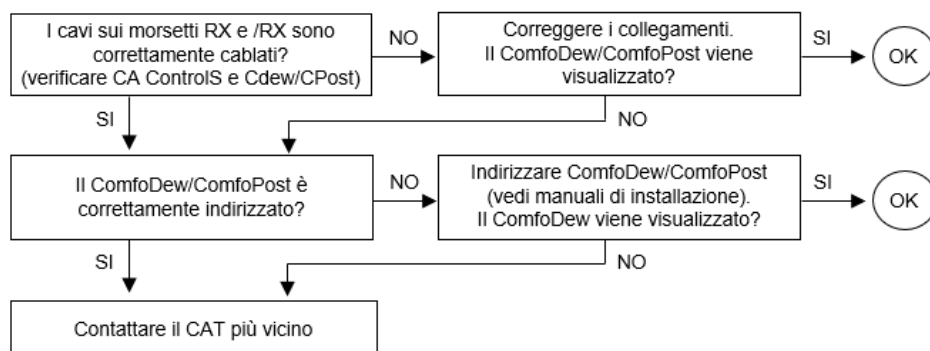 I cavi sui morsetti RX e /RX sono
correttamente cablati?
(verificare CA ControlS e Cdew/CPost)
NO
Correggere i collegamenti.
Il ComfoDew/ComfoPost viene
visualizzato?
SI
OK
SI
NO
Il ComfoDew/ComfoPost è
correttamente indirizzato?
NO
Indirizzare ComfoDew/ComfoPost
(vedi manuali di installazione).
Il ComfoDew viene visualizzato?
SI
OK
SI
NO
Contattare il CAT più vicino